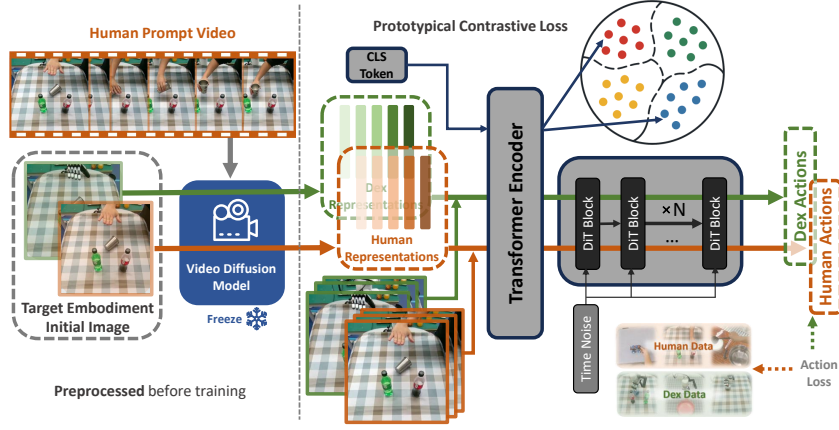 Human Prompt Video
Target Embodiment
Initial Image
Video Diffusion
Model
Freeze
Preprocessed before training
Prototypical Contrastive Loss
CLS
Token
Dex
Representations
Human
Representations
Transformer Encoder
DiT Block
DiT Block
×N
...
DiT Block
Time Noise
Dex Actions
Human Actions
Human Data
Dex Data
Action
Loss